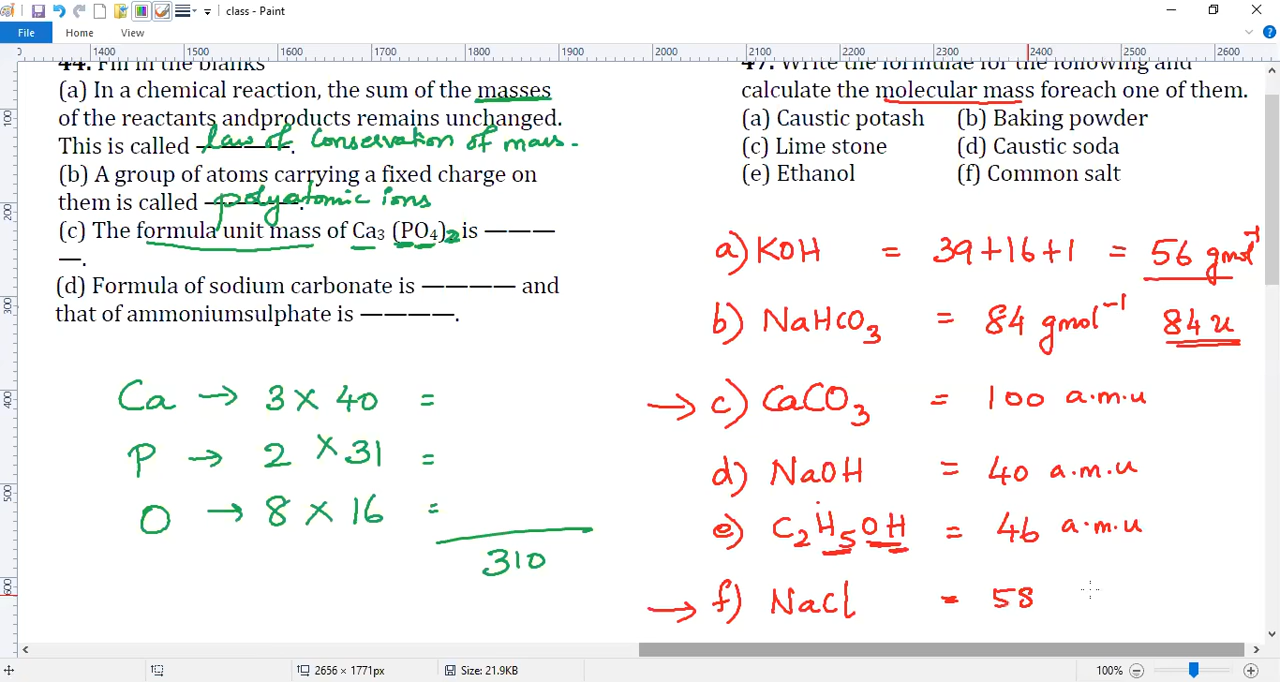 class - Paint
File Home View
1400 1500 1600 1700 1800 1900 2000 2100 2200 2300 2400 2500 2600
44. Fill in the blanks
(a) In a chemical reaction, the sum of the masses
of the reactants andproducts remains unchanged.
This is called ————. law of Conservation of mass.
(b) A group of atoms carrying a fixed charge on
them is called ————. polyatomic ions
(c) The formula unit mass of Ca3 (PO4)2 is ———
—.
(d) Formula of sodium carbonate is ———— and
that of ammoniumsulphate is ————.
Ca → 3 × 40 =
P → 2 × 31 =
O → 8 × 16 =
310
47. Write the formulae for the following and
calculate the molecular mass foreach one of them.
(a) Caustic potash (b) Baking powder
(c) Lime stone (d) Caustic soda
(e) Ethanol (f) Common salt
a) KOH = 39+16+1 = 56 gmol⁻¹
b) NaHCO3 = 84 gmol⁻¹ 84 u
→ c) CaCO3 = 100 a.m.u
d) NaOH = 40 a.m.u
e) C2H5OH = 46 a.m.u
→ f) NaCl = 58
100
200
300
400
500
600
2656 × 1771px Size: 21.9KB 100%